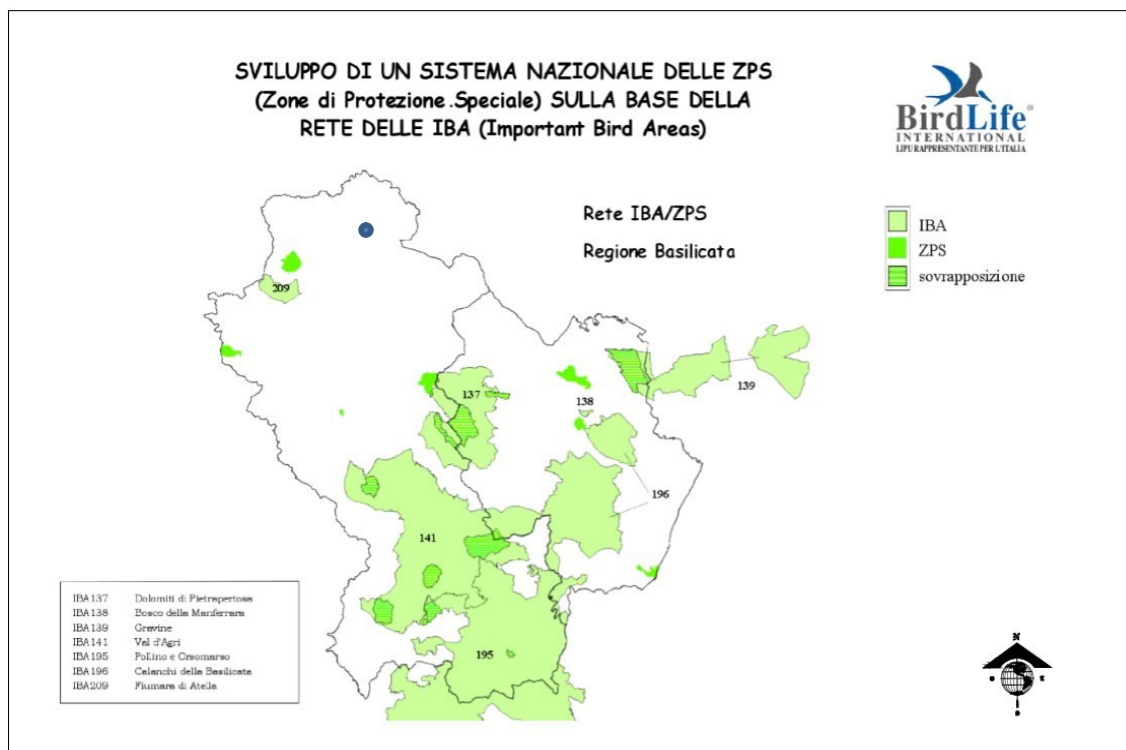 SVILUPPO DI UN SISTEMA NAZIONALE DELLE ZPS
(Zone di Protezione.Speciale) SULLA BASE DELLA
RETE DELLE IBA (Important Bird Areas)
BirdLife®
INTERNATIONAL
LIPU RAPPRESENTANTE PER L'ITALIA
Rete IBA/ZPS
Regione Basilicata
IBA
ZPS
sovrapposizione
209
137
138
139
196
141
195
IBA137 Dolomiti di Pietrapertosa
IBA138 Bosco della Manferrara
IBA139 Gravine
IBA141 Val d'Agri
IBA195 Pollino e Orsomarso
IBA196 Calanchi della Basilicata
IBA209 Fiumara di Atella
N
O E
S